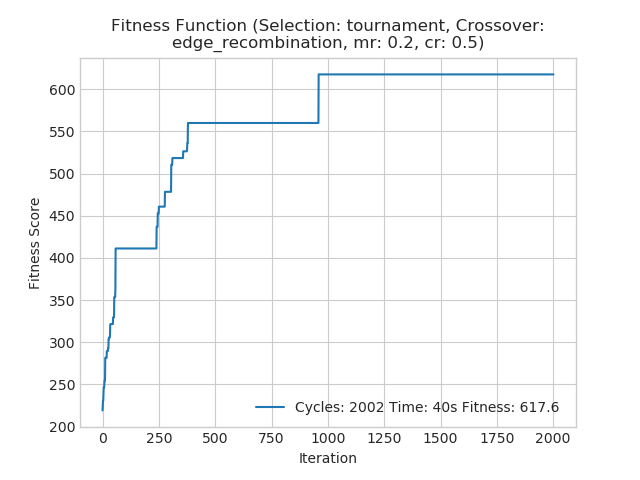 Fitness Function (Selection: tournament, Crossover:
edge_recombination, mr: 0.2, cr: 0.5)
600
550
500
450
400
350
300
250
200
Fitness Score
Cycles: 2002 Time: 40s Fitness: 617.6
0 250 500 750 1000 1250 1500 1750 2000
Iteration